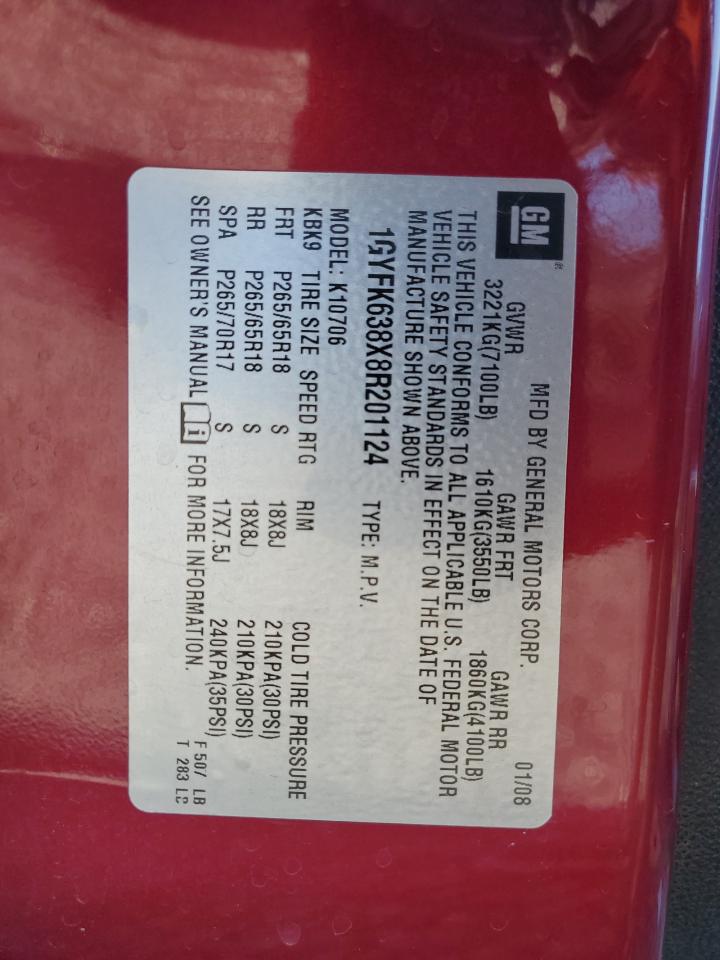 GM®
MFD BY GENERAL MOTORS CORP. 01/08
GVWR GAWR FRT GAWR RR
3221KG(7100LB) 1610KG(3550LB) 1860KG(4100LB)
THIS VEHICLE CONFORMS TO ALL APPLICABLE U.S. FEDERAL MOTOR
VEHICLE SAFETY STANDARDS IN EFFECT ON THE DATE OF
MANUFACTURE SHOWN ABOVE.
1GYFK638X8R201124 TYPE: M.P.V.
MODEL: K10706
KBK9 TIRE SIZE SPEED RTG RIM COLD TIRE PRESSURE
FRT P265/65R18 S 18X8J 210KPA(30PSI)
RR P265/65R18 S 18X8J 210KPA(30PSI)
SPA P265/70R17 S 17X7.5J 240KPA(35PSI)
SEE OWNER'S MANUAL i FOR MORE INFORMATION.
F 507 LB
T 283 LC